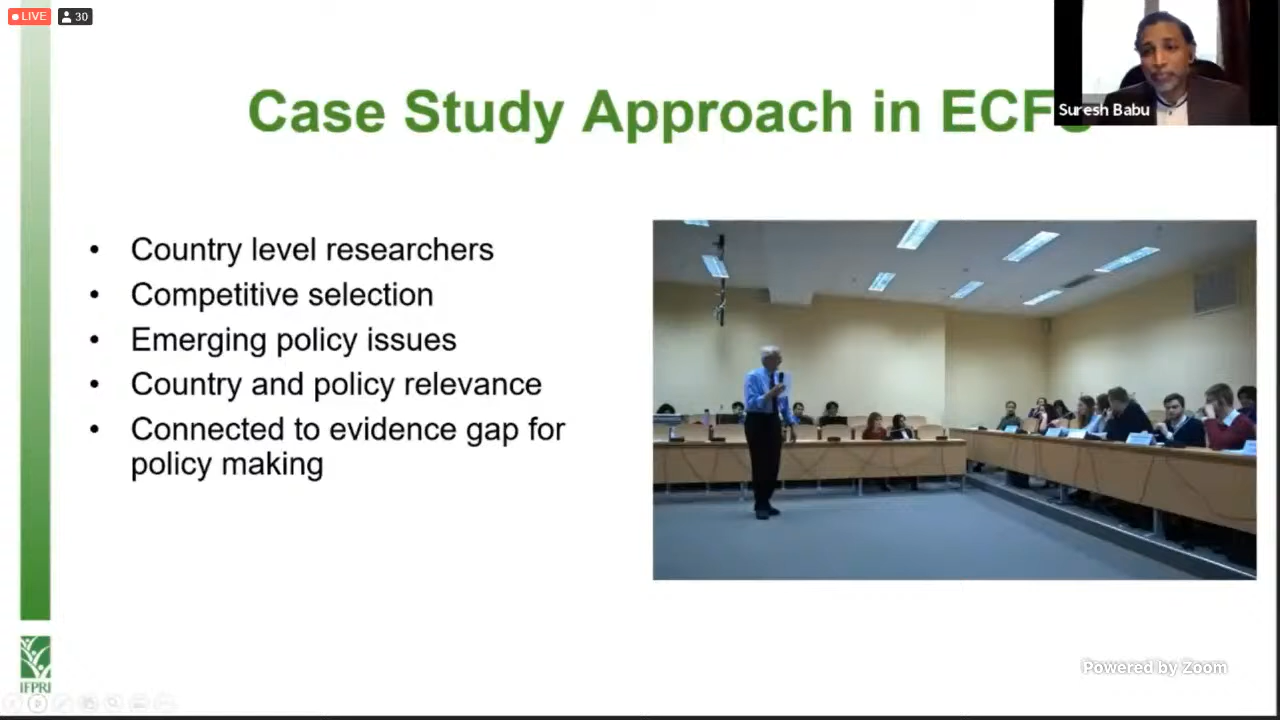 LIVE
30
Suresh Babu
Case Study Approach in ECFS
• Country level researchers
• Competitive selection
• Emerging policy issues
• Country and policy relevance
• Connected to evidence gap for
policy making
IFPRI
Powered by Zoom